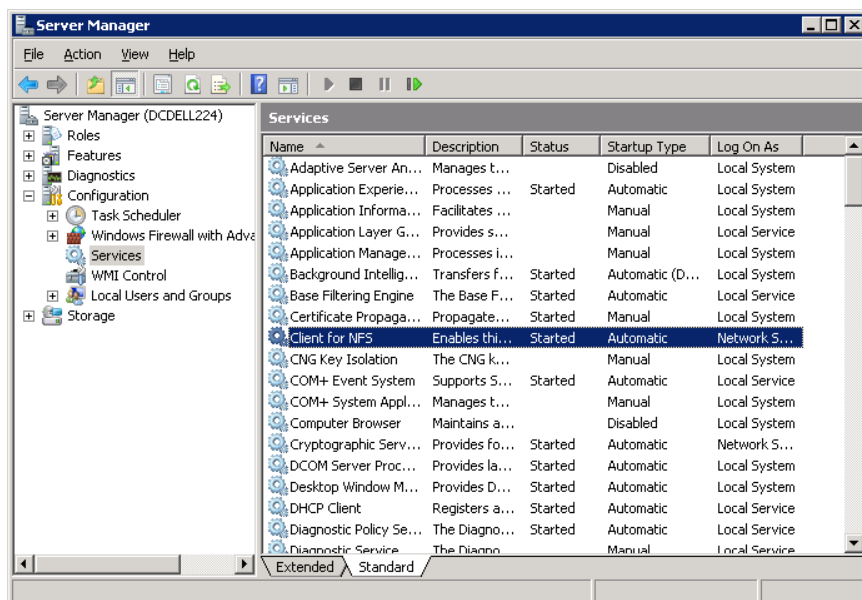 Server Manager
File Action View Help
Server Manager (DCDELL224)
Roles
Features
Diagnostics
Configuration
Task Scheduler
Windows Firewall with Adva
Services
WMI Control
Local Users and Groups
Storage
Services
Name Description Status Startup Type Log On As
Adaptive Server An... Manages t... Disabled Local System
Application Experie... Processes ... Started Automatic Local System
Application Informa... Facilitates ... Manual Local System
Application Layer G... Provides s... Manual Local Service
Application Manage... Processes i... Manual Local System
Background Intellig... Transfers f... Started Automatic (D... Local System
Base Filtering Engine The Base F... Started Automatic Local Service
Certificate Propaga... Propagate... Started Manual Local System
Client for NFS Enables thi... Started Automatic Network S...
CNG Key Isolation The CNG k... Manual Local System
COM+ Event System Supports S... Started Automatic Local Service
COM+ System Appl... Manages t... Manual Local System
Computer Browser Maintains a... Disabled Local System
Cryptographic Serv... Provides fo... Started Automatic Network S...
DCOM Server Proc... Provides la... Started Automatic Local System
Desktop Window M... Provides D... Started Automatic Local System
DHCP Client Registers a... Started Automatic Local Service
Diagnostic Policy Se... The Diagno... Started Automatic Local Service
Diagnostic Service The Diagno Manual Local Service
Extended Standard